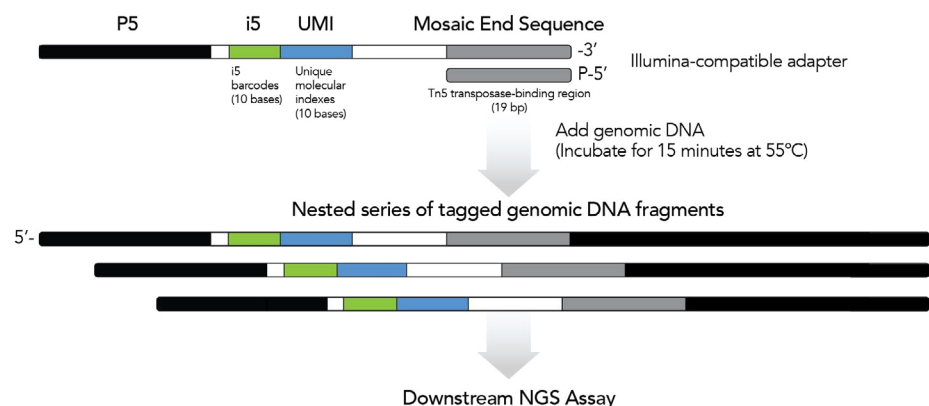 P5 i5 UMI Mosaic End Sequence
-3’
P-5’
Illumina-compatible adapter
i5
barcodes
(10 bases)
Unique
molecular
indexes
(10 bases)
Tn5 transposase-binding region
(19 bp)
Add genomic DNA
(Incubate for 15 minutes at 55ºC)
Nested series of tagged genomic DNA fragments
5’-
Downstream NGS Assay